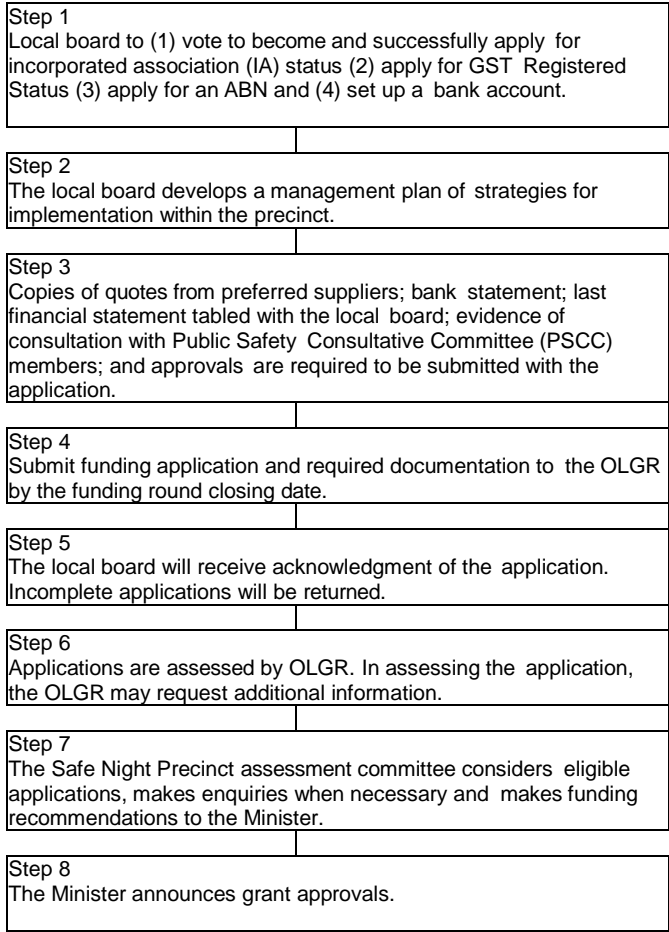 Step 1
Local board to (1) vote to become and successfully apply for
incorporated association (IA) status (2) apply for GST Registered
Status (3) apply for an ABN and (4) set up a bank account.
Step 2
The local board develops a management plan of strategies for
implementation within the precinct.
Step 3
Copies of quotes from preferred suppliers; bank statement; last
financial statement tabled with the local board; evidence of
consultation with Public Safety Consultative Committee (PSCC)
members; and approvals are required to be submitted with the
application.
Step 4
Submit funding application and required documentation to the OLGR
by the funding round closing date.
Step 5
The local board will receive acknowledgment of the application.
Incomplete applications will be returned.
Step 6
Applications are assessed by OLGR. In assessing the application,
the OLGR may request additional information.
Step 7
The Safe Night Precinct assessment committee considers eligible
applications, makes enquiries when necessary and makes funding
recommendations to the Minister.
Step 8
The Minister announces grant approvals.